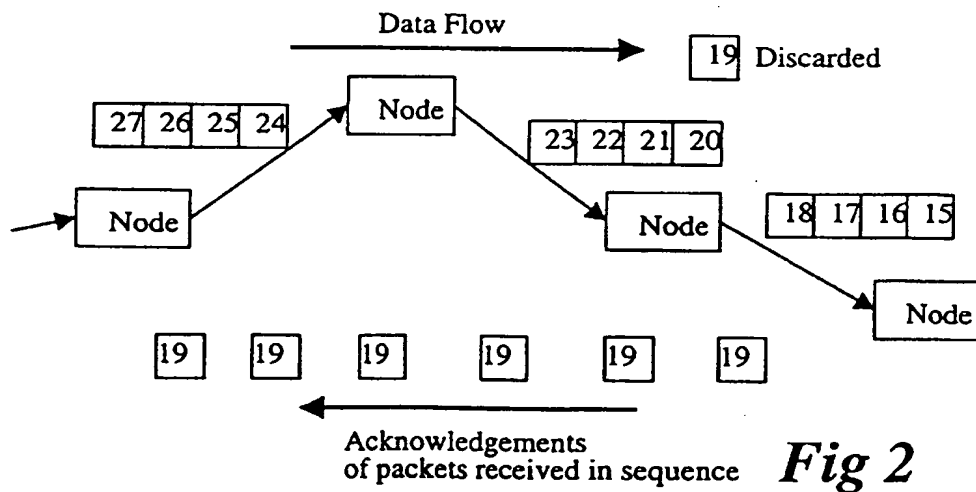 Data Flow
19 Discarded
27 26 25 24
Node
23 22 21 20
Node
Node
18 17 16 15
Node
19 19 19 19 19 19
Acknowledgements
of packets received in sequence
Fig 2